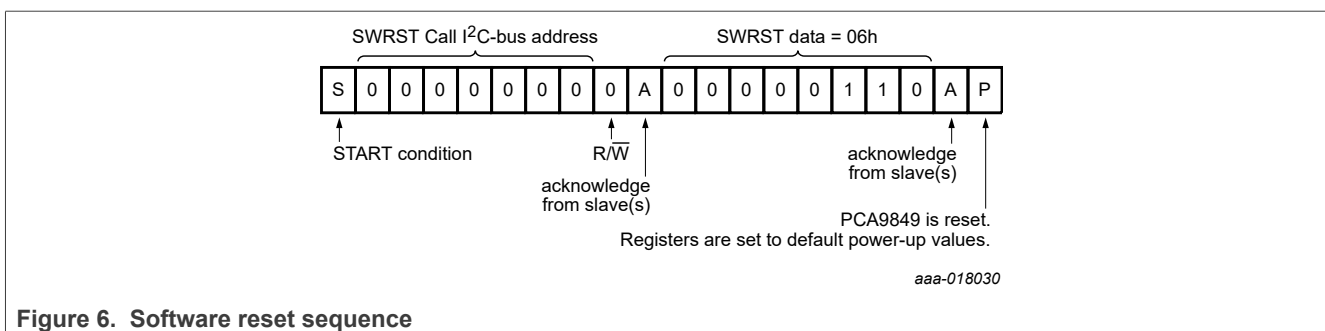 SWRST Call I²C-bus address
SWRST data = 06h
S 0 0 0 0 0 0 0 0 A 0 0 0 0 0 1 1 0 A P
START condition
R/W̅
acknowledge
from slave(s)
acknowledge
from slave(s)
PCA9849 is reset.
Registers are set to default power-up values.
aaa-018030
Figure 6. Software reset sequence